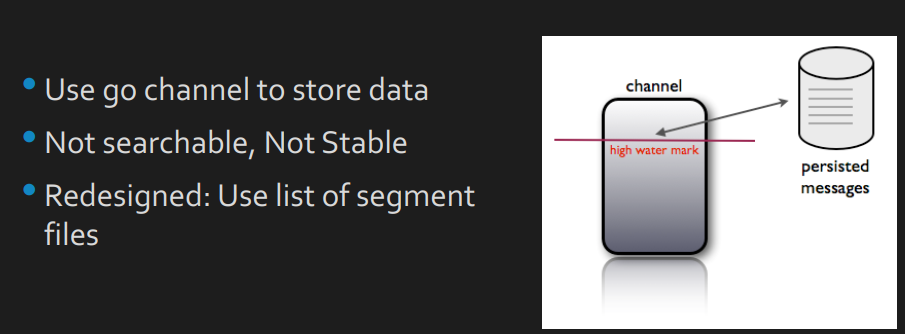 Use go channel to store data
Not searchable, Not Stable
Redesigned: Use list of segment
files
channel
high water mark
persisted
messages